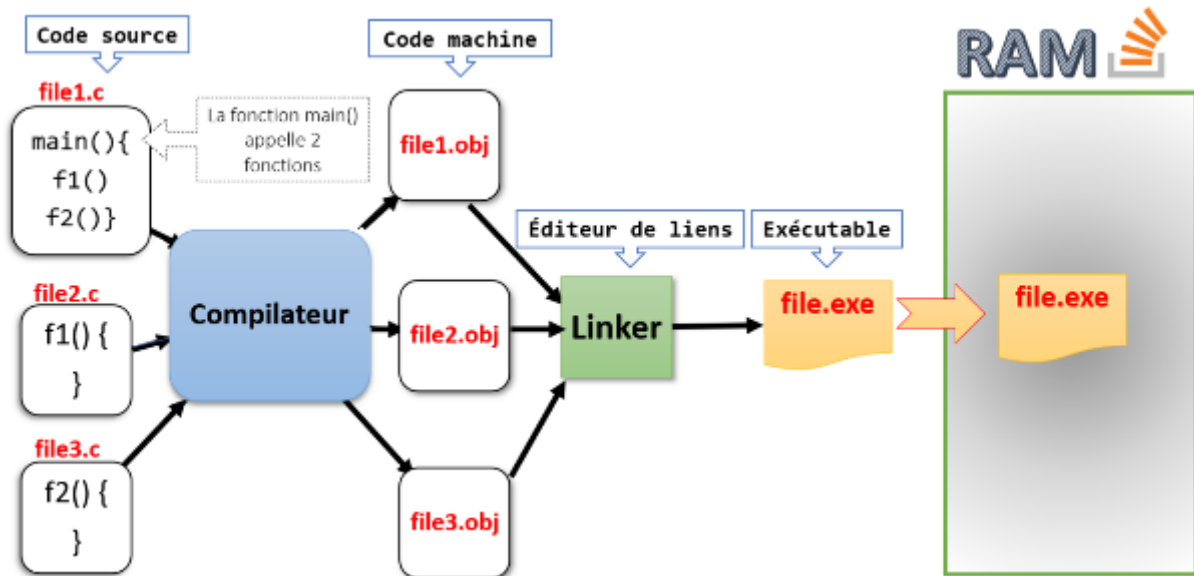 Code source
Code machine
RAM
file1.c
main(){
f1()
f2()}
La fonction main()
appelle 2
fonctions
file1.obj
Éditeur de liens
Exécutable
file2.c
f1() {
}
Compilateur
file2.obj
Linker
file.exe
file.exe
file3.c
f2() {
}
file3.obj